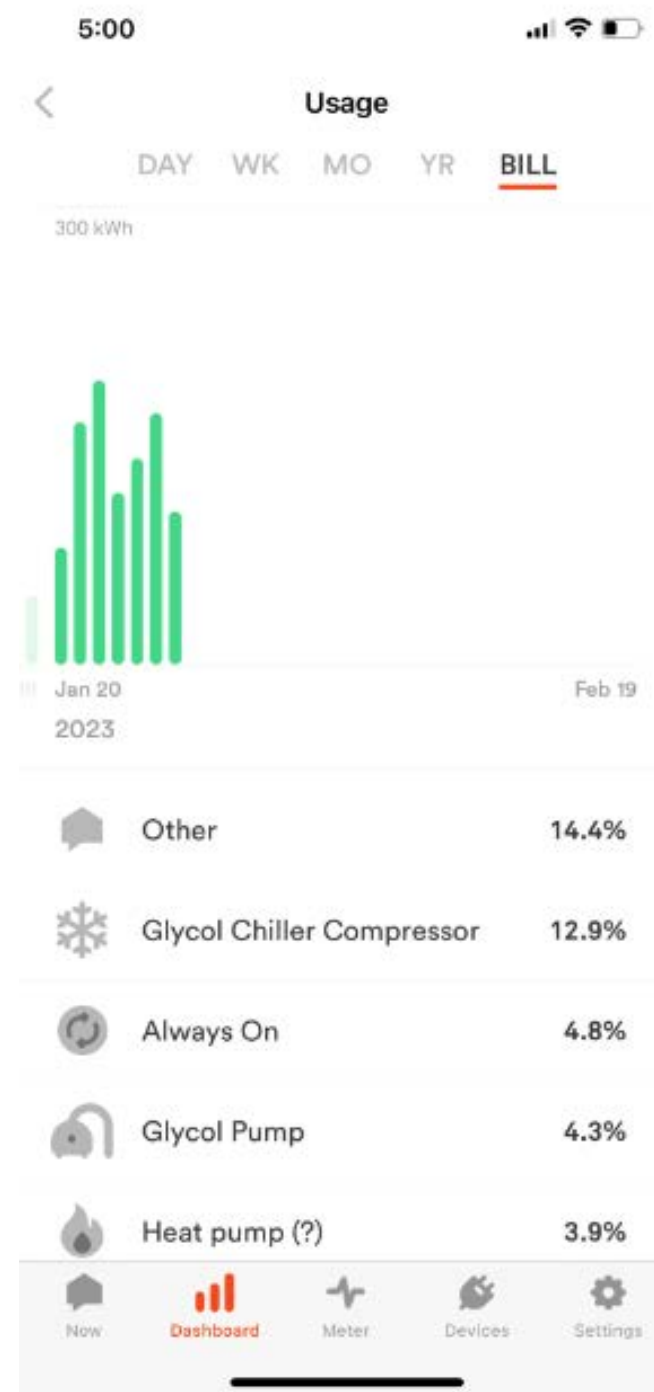 5:00
Usage
DAY WK MO YR BILL
300 kWh
Jan 20 Feb 19
2023
Other 14.4%
Glycol Chiller Compressor 12.9%
Always On 4.8%
Glycol Pump 4.3%
Heat pump (?) 3.9%
Now Dashboard Meter Devices Settings